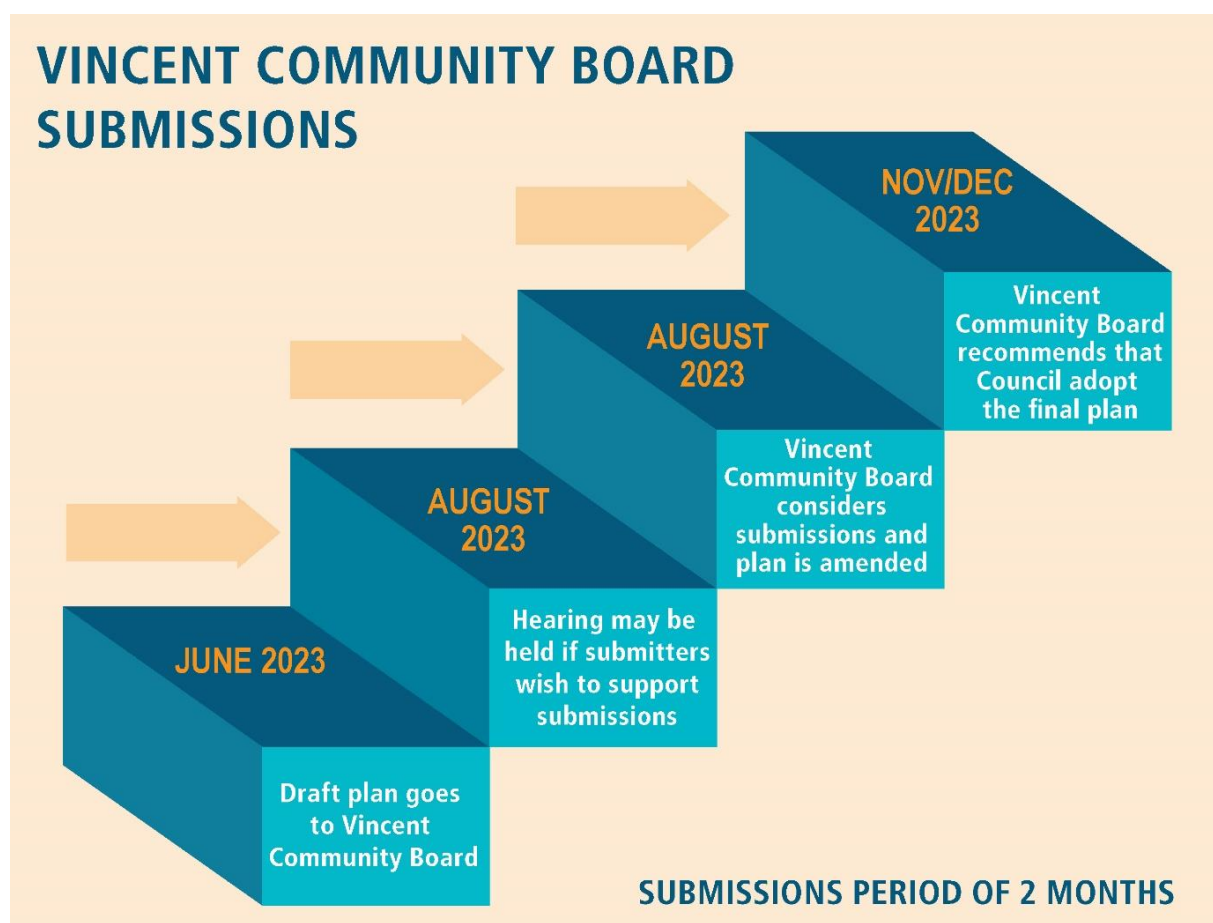 VINCENT COMMUNITY BOARD
SUBMISSIONS
JUNE 2023
Draft plan goes
to Vincent
Community Board
AUGUST
2023
Hearing may be
held if submitters
wish to support
submissions
AUGUST
2023
Vincent
Community Board
considers
submissions and
plan is amended
NOV/DEC
2023
Vincent
Community Board
recommends that
Council adopt
the final plan
SUBMISSIONS PERIOD OF 2 MONTHS